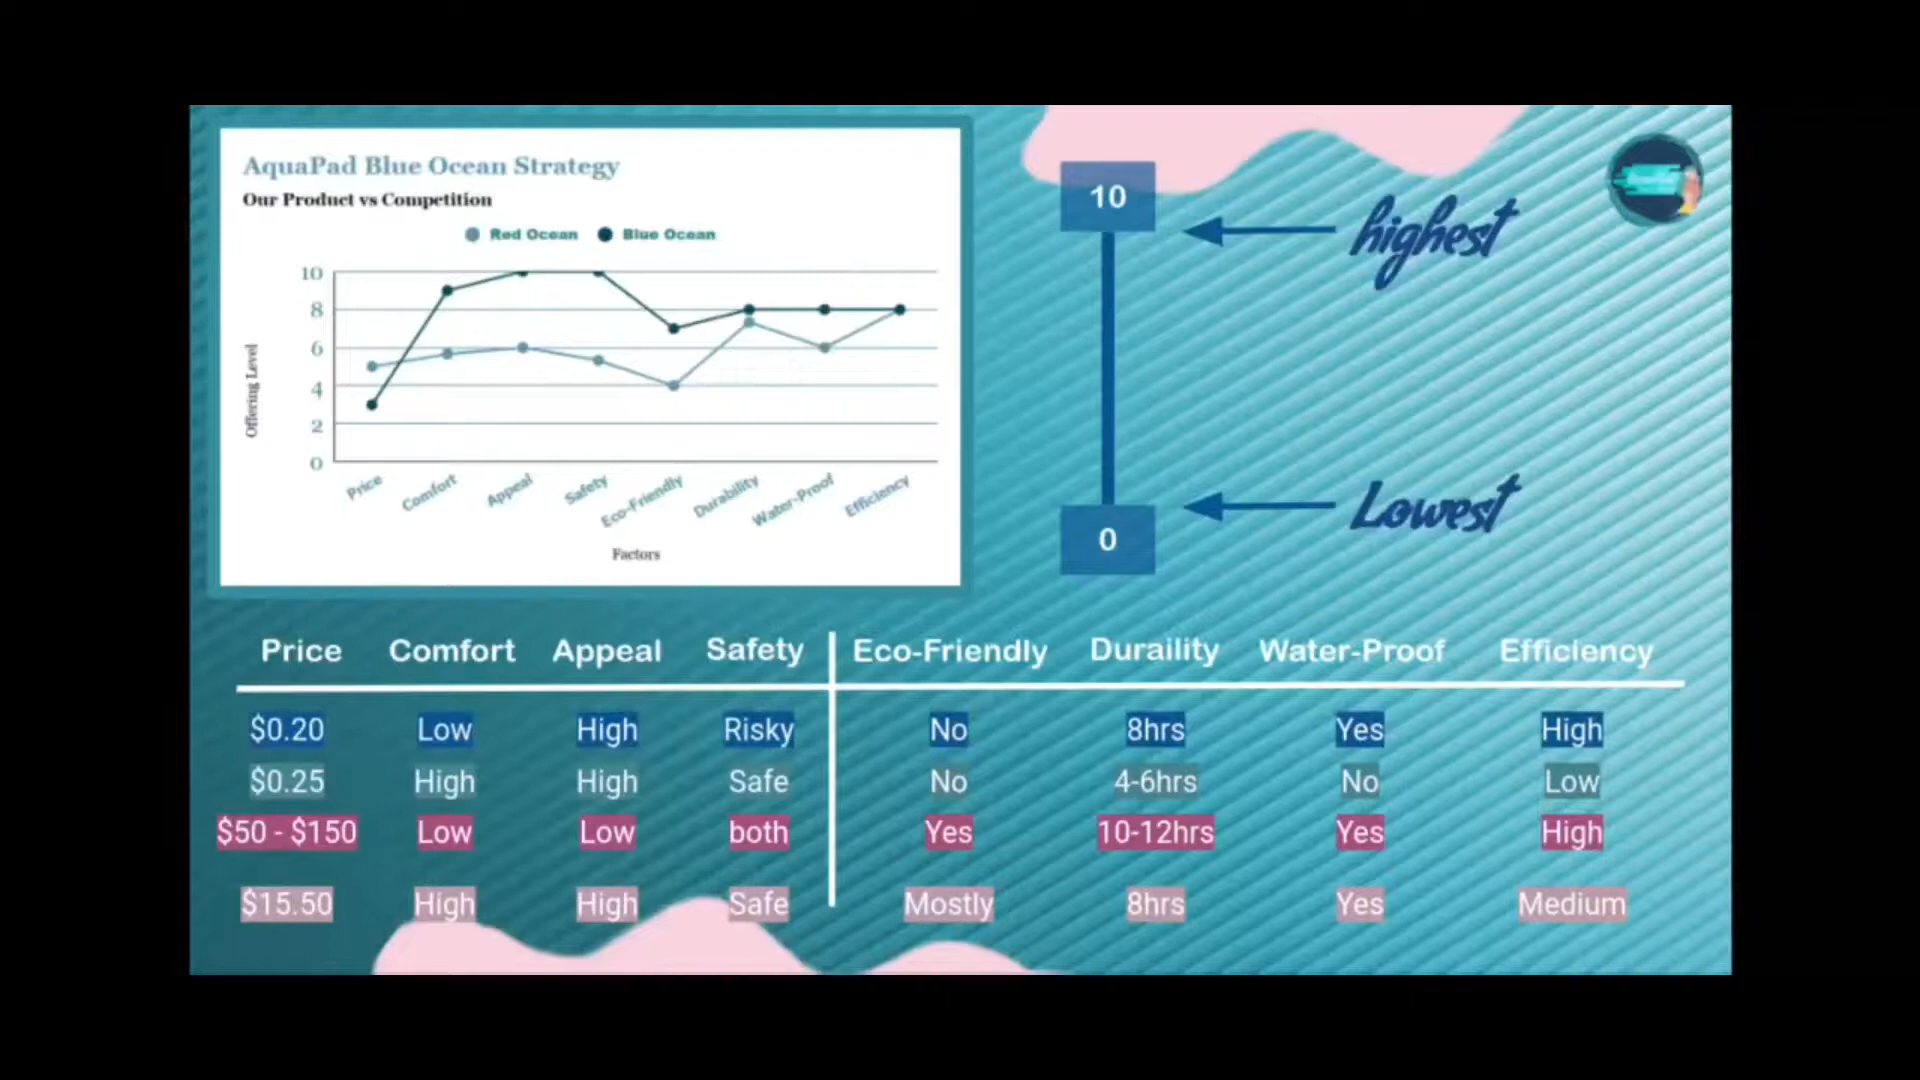 AquaPad Blue Ocean Strategy
Our Product vs Competition
Red Ocean Blue Ocean
10
8
6
4
2
0
Offering Level
Price Comfort Appeal Safety Eco-Friendly Durability Water-Proof Efficiency
Factors
10
highest
Lowest
0
Price Comfort Appeal Safety Eco-Friendly Duraility Water-Proof Efficiency
$0.20 Low High Risky No 8hrs Yes High
$0.25 High High Safe No 4-6hrs No Low
$50 - $150 Low Low both Yes 10-12hrs Yes High
$15.50 High High Safe Mostly 8hrs Yes Medium